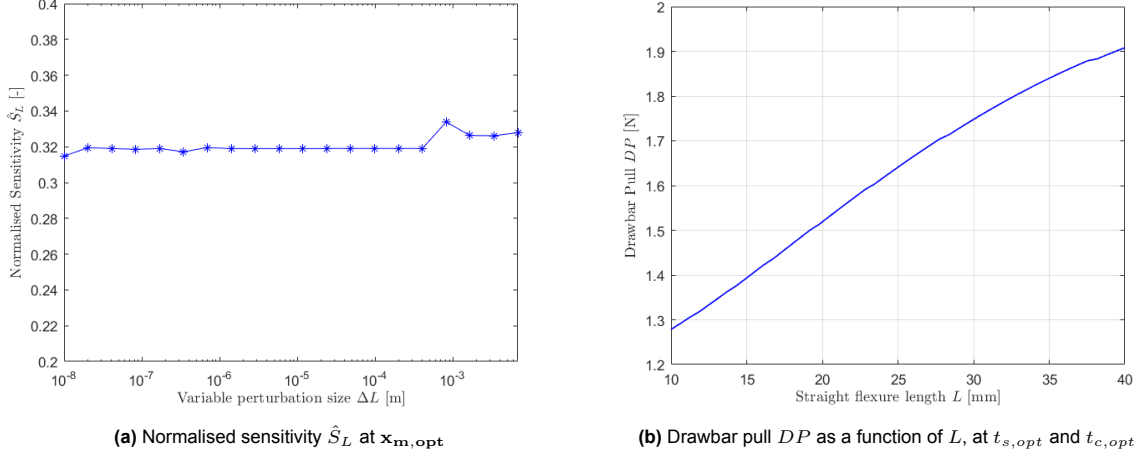 0.4
0.38
0.36
0.34
0.32
0.3
0.28
0.26
0.24
0.22
0.2
Normalised Sensitivity Ŝ_L [-]
10^-8 10^-7 10^-6 10^-5 10^-4 10^-3
Variable perturbation size ΔL [m]
(a) Normalised sensitivity Ŝ_L at x_m,opt
2
1.9
1.8
1.7
1.6
1.5
1.4
1.3
1.2
Drawbar Pull DP [N]
10 15 20 25 30 35 40
Straight flexure length L [mm]
(b) Drawbar pull DP as a function of L, at t_s,opt and t_c,opt